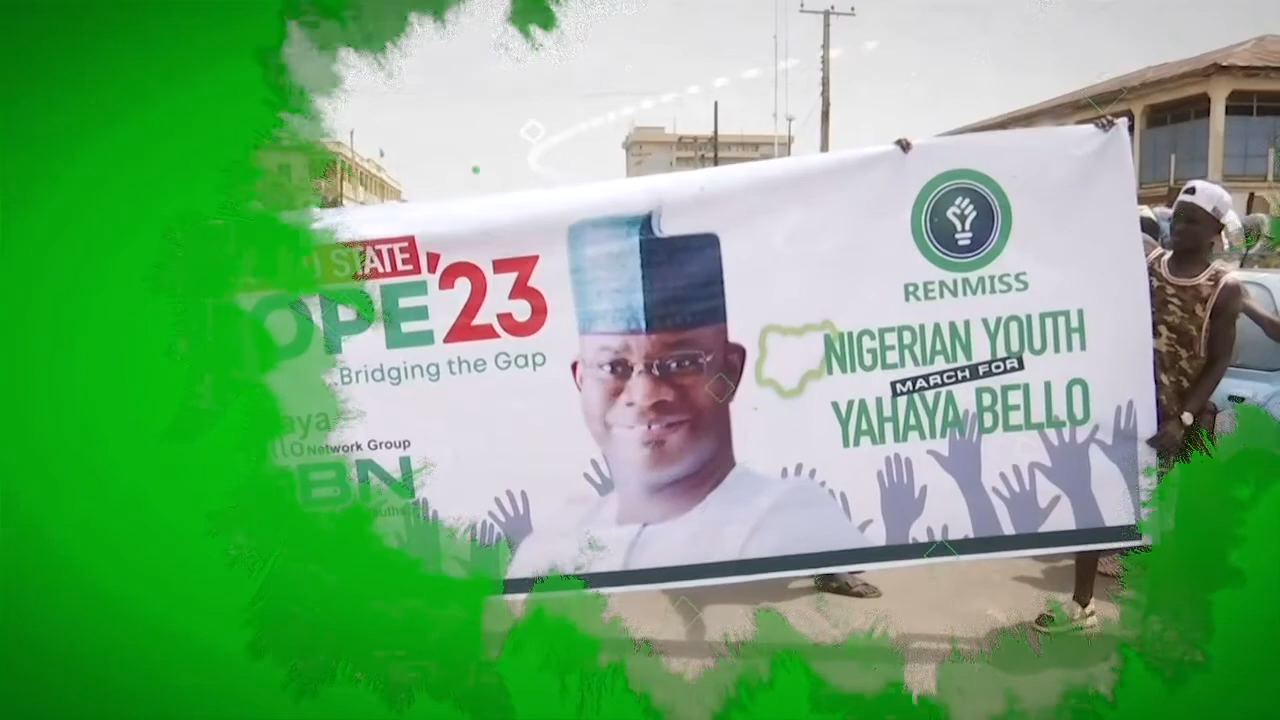 STATE
OPE'23
...Bridging the Gap
Network Group
BN
RENMISS
NIGERIAN YOUTH
MARCH FOR
YAHAYA BELLO